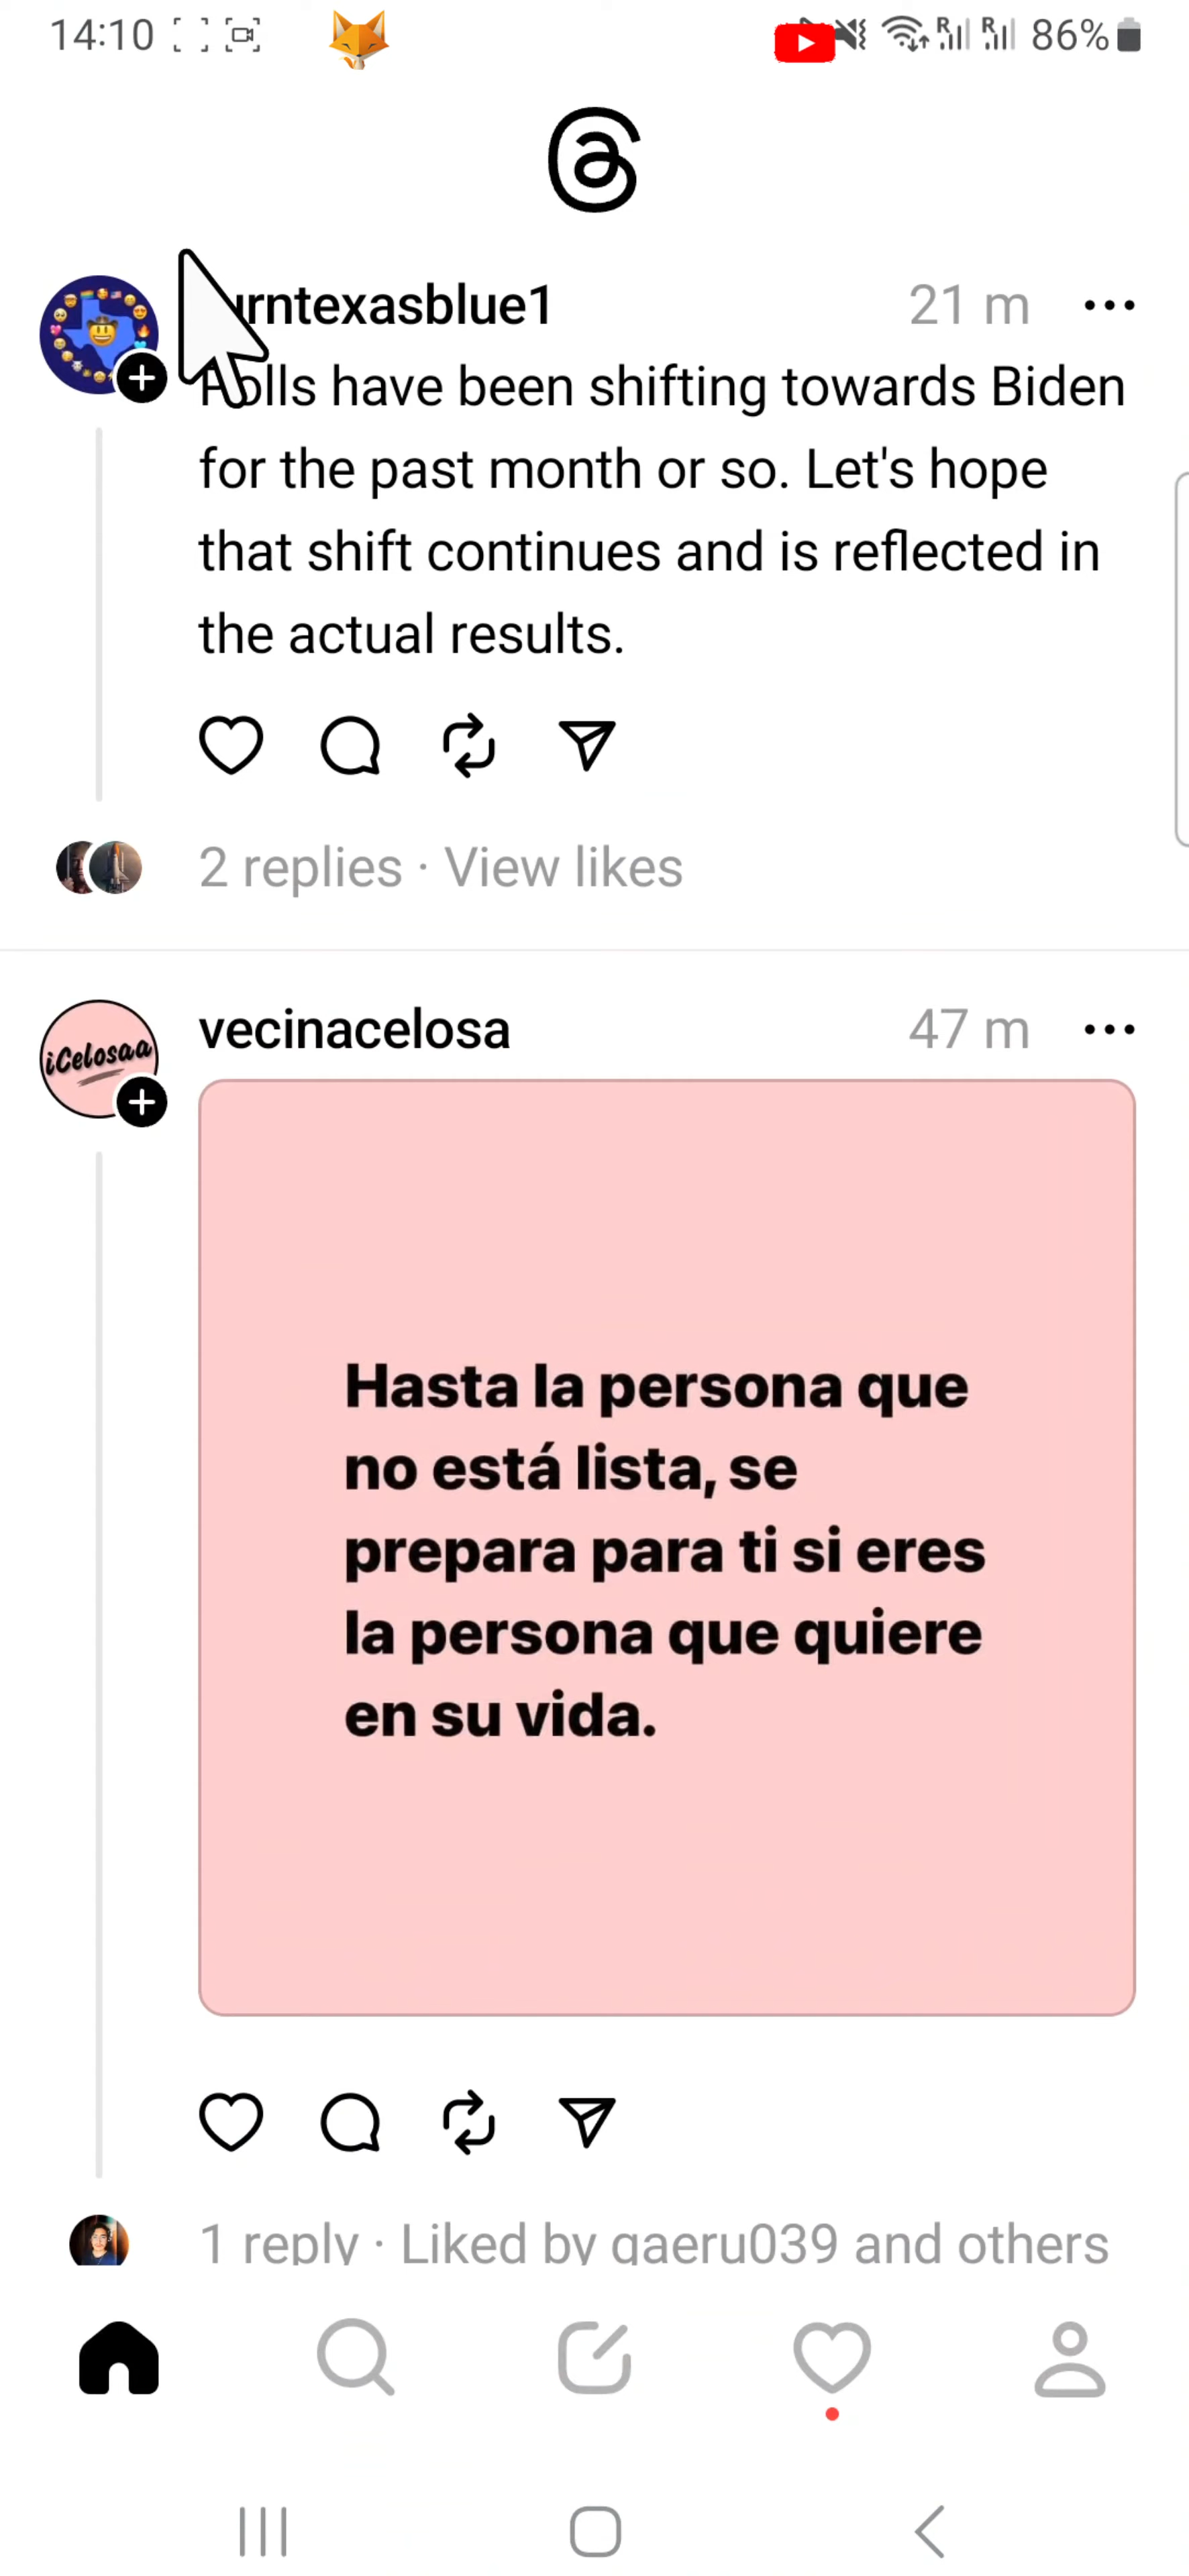 14:10 86%
21 m
Polls have been shifting towards Biden
for the past month or so. Let's hope
that shift continues and is reflected in
the actual results.
2 replies · View likes
iCelosaa
vecinacelosa 47 m
Hasta la persona que
no está lista, se
prepara para ti si eres
la persona que quiere
en su vida.
1 reply · Liked by gaeru039 and others